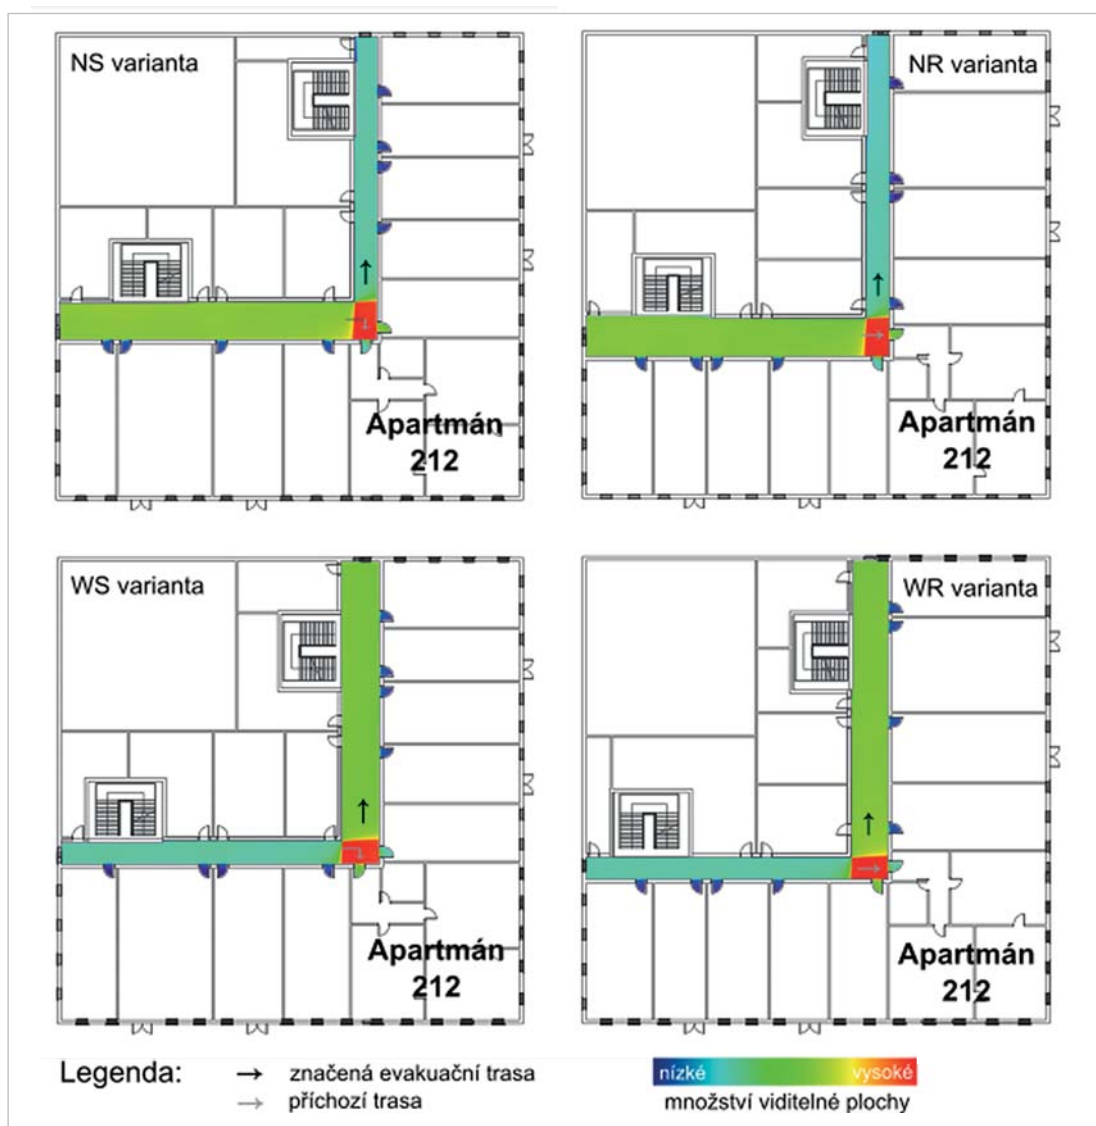 NS varianta
NR varianta
Apartmán
212
Apartmán
212
WS varianta
WR varianta
Apartmán
212
Apartmán
212
Legenda:
značená evakuační trasa
příchozí trasa
nízké
vysoké
množství viditelné plochy